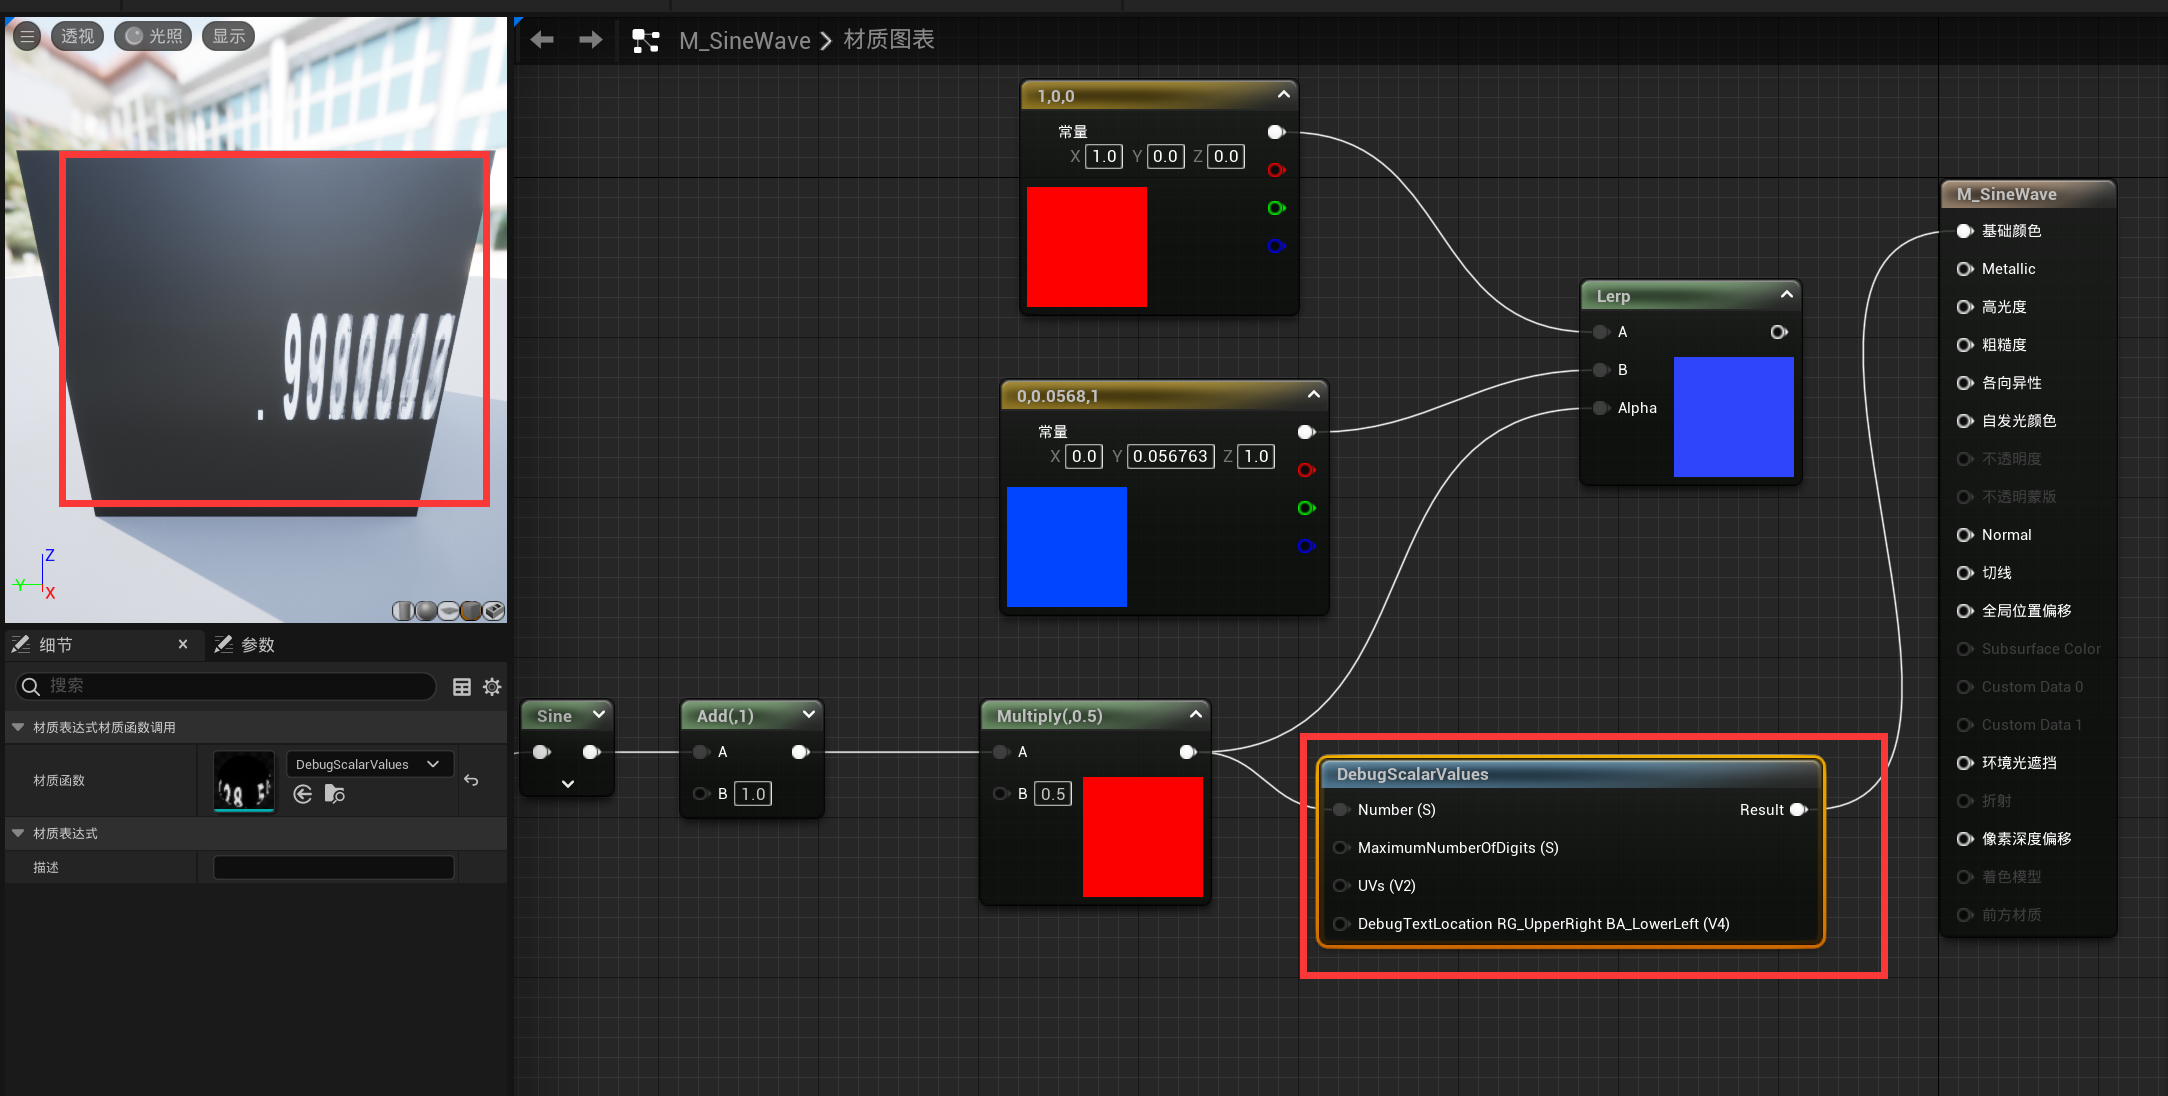 透视
光照
显示
M_SineWave
材质图表
1,0,0
常量
X 1.0 Y 0.0 Z 0.0
0,0.0568,1
常量
X 0.0 Y 0.056763 Z 1.0
Lerp
A
B
Alpha
Sine
Add(,1)
A
B 1.0
Multiply(,0.5)
A
B 0.5
DebugScalarValues
Number (S)
Result
MaximumNumberOfDigits (S)
UVs (V2)
DebugTextLocation RG_UpperRight BA_LowerLeft (V4)
M_SineWave
基础颜色
Metallic
高光度
粗糙度
各向异性
自发光颜色
不透明度
不透明蒙版
Normal
切线
全局位置偏移
Subsurface Color
Custom Data 0
Custom Data 1
环境光遮挡
折射
像素深度偏移
着色模型
前方材质
Z
Y
X
细节
参数
搜索
材质表达式材质函数调用
材质函数
DebugScalarValues
材质表达式
描述